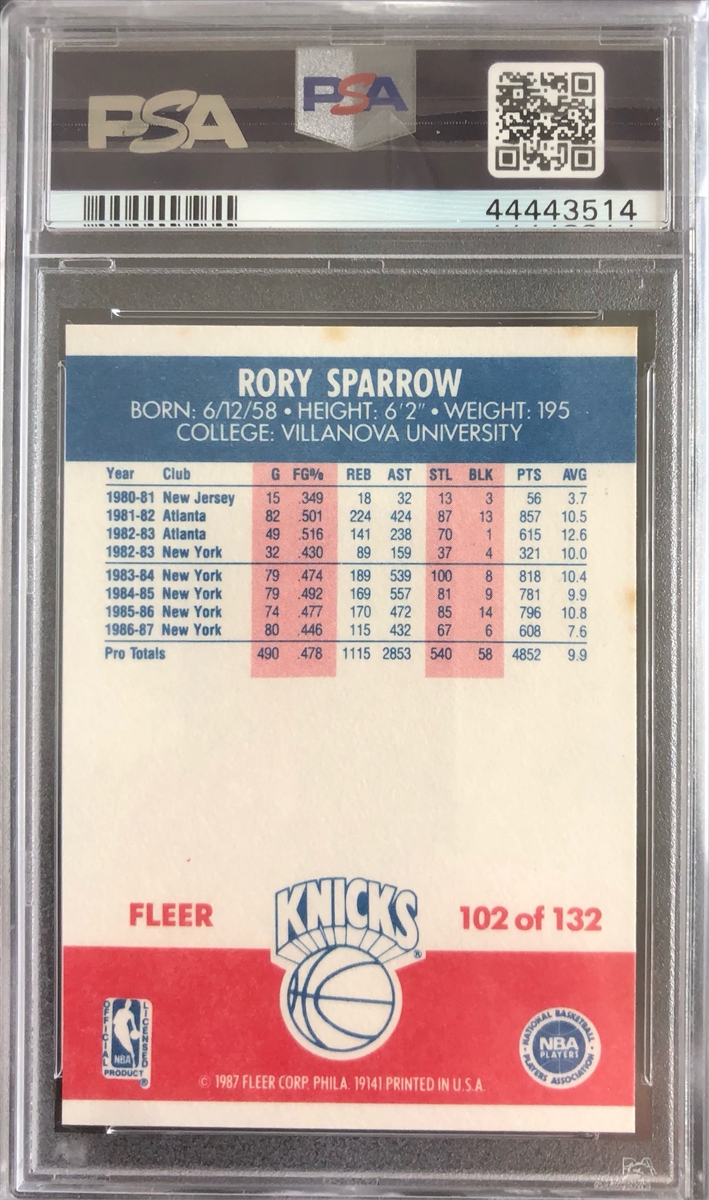 PSA
PSA
44443514
RORY SPARROW
BORN: 6/12/58 • HEIGHT: 6'2" • WEIGHT: 195
COLLEGE: VILLANOVA UNIVERSITY
Year Club G FG% REB AST STL BLK PTS AVG
1980-81 New Jersey 15 .349 18 32 13 3 56 3.7
1981-82 Atlanta 82 .501 224 424 87 13 857 10.5
1982-83 Atlanta 49 .516 141 238 70 1 615 12.6
1982-83 New York 32 .430 89 159 37 4 321 10.0
1983-84 New York 79 .474 189 539 100 8 818 10.4
1984-85 New York 79 .492 169 557 81 9 781 9.9
1985-86 New York 74 .477 170 472 85 14 796 10.8
1986-87 New York 80 .446 115 432 67 6 608 7.6
Pro Totals 490 .478 1115 2853 540 58 4852 9.9
FLEER
KNICKS ®
102 of 132
OFFICIAL
LICENSED
NBA
PRODUCT ®
NATIONAL BASKETBALL
NBA
PLAYERS
PLAYERS ASSOCIATION
© 1987 FLEER CORP. PHILA. 19141 PRINTED IN U.S.A.
PSA